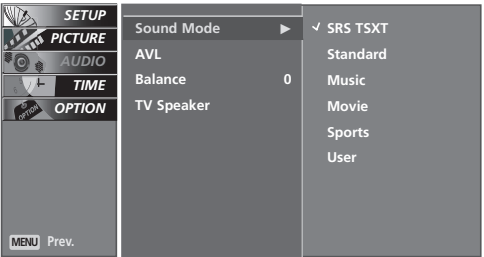 SETUP
PICTURE
AUDIO
TIME
OPTION
MENU Prev.
Sound Mode ▶
AVL
Balance 0
TV Speaker
✓ SRS TSXT
Standard
Music
Movie
Sports
User